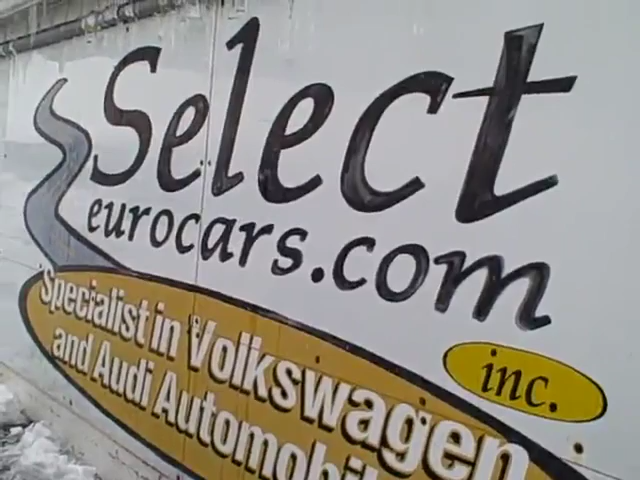 Select
eurocars.com
inc.
Specialist in Volkswagen
and Audi